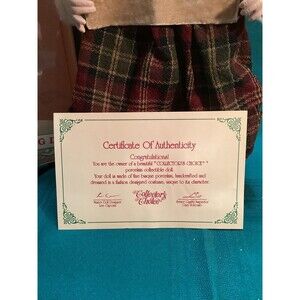 Certificate Of Authenticity
Congratulations!
You are the owner of a beautiful "COLLECTOR'S CHOICE"
porcelain collectible doll.
Your doll is made of fine bisque porcelain, handcrafted and
dressed in a fashion designed costume, unique to its character.
Collector's
Choice